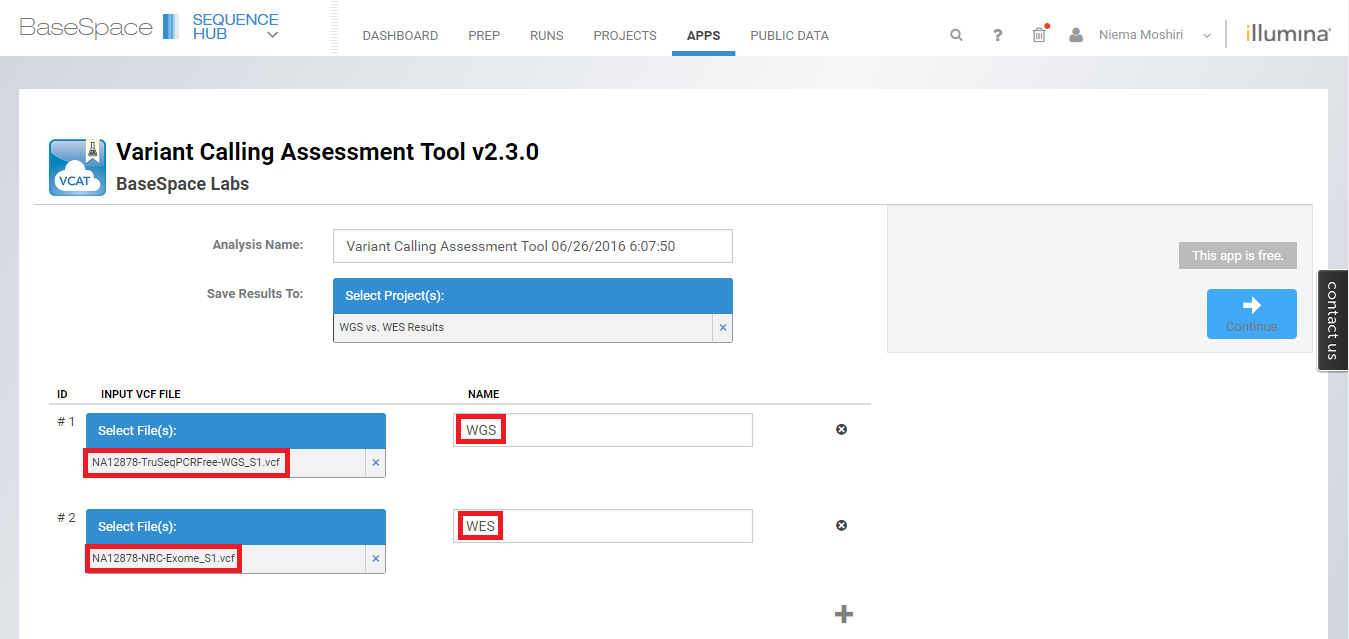 BaseSpace SEQUENCE HUB
DASHBOARD PREP RUNS PROJECTS APPS PUBLIC DATA
? Niema Moshiri illumina®
VCAT
Variant Calling Assessment Tool v2.3.0
BaseSpace Labs
Analysis Name: Variant Calling Assessment Tool 06/26/2016 6:07:50
This app is free.
Save Results To: Select Project(s):
WGS vs. WES Results ×
Continue
contact us
ID INPUT VCF FILE NAME
# 1 Select File(s): WGS
NA12878-TruSeqPCRFree-WGS_S1.vcf ×
# 2 Select File(s): WES
NA12878-NRC-Exome_S1.vcf ×